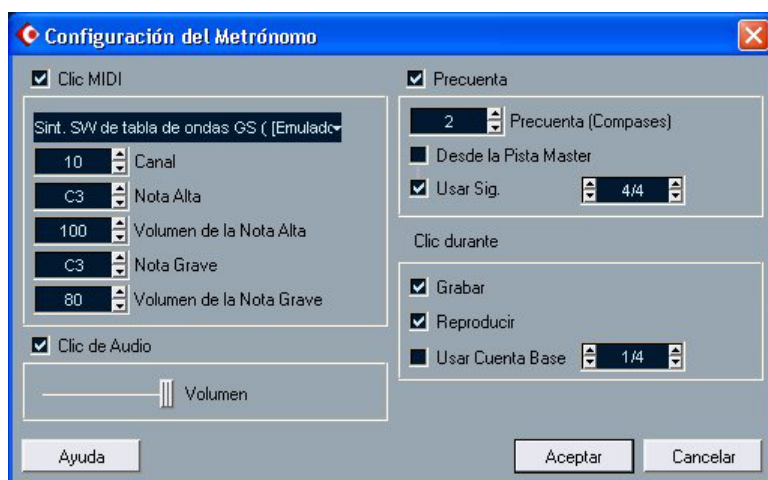 Configuración del Metrónomo
Clic MIDI
Sint. SW de tabla de ondas GS ( [Emulado
10 Canal
C3 Nota Alta
100 Volumen de la Nota Alta
C3 Nota Grave
80 Volumen de la Nota Grave
Clic de Audio
Volumen
Precuenta
2 Precuenta (Compases)
Desde la Pista Master
Usar Sig. 4/4
Clic durante
Grabar
Reproducir
Usar Cuenta Base 1/4
Ayuda
Aceptar
Cancelar